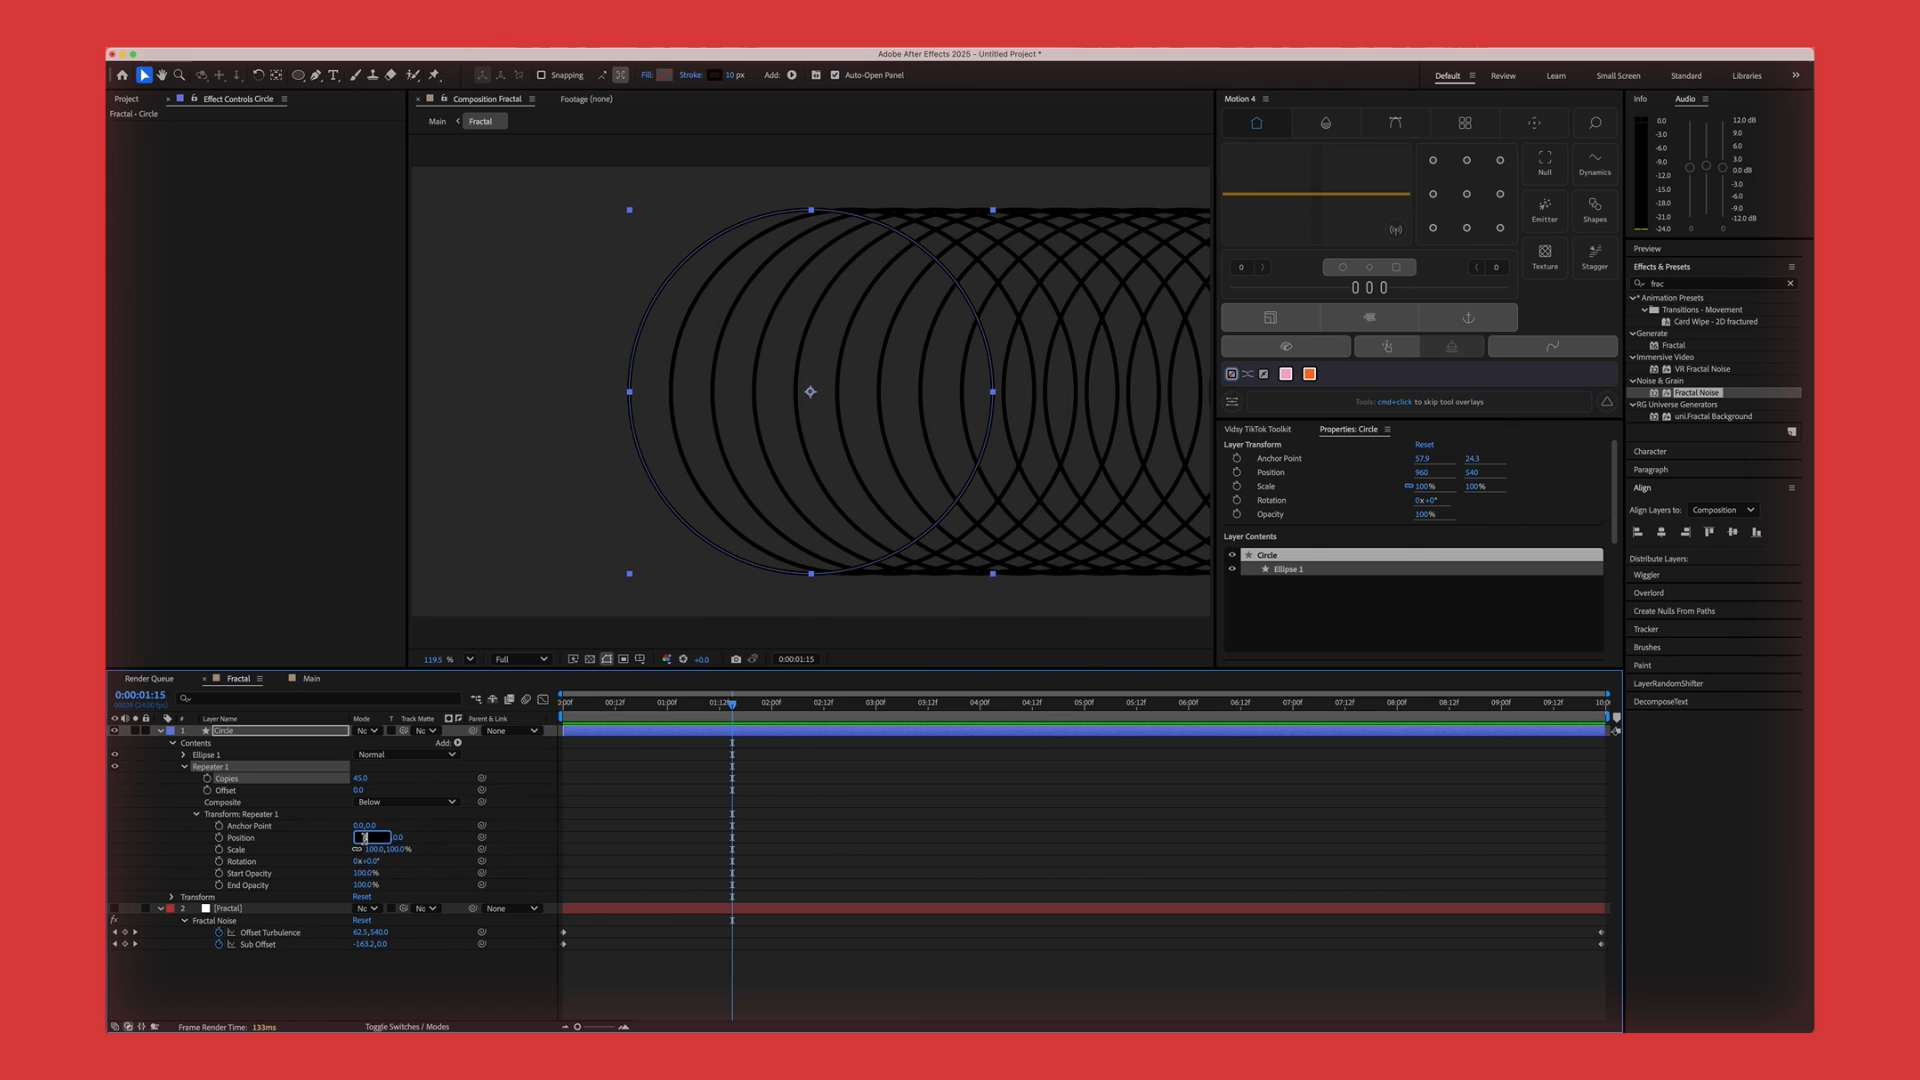 Adobe After Effects 2025 - Untitled Project *
Snapping
Fill:
Stroke:
10 px
Add:
Auto-Open Panel
Default
Review
Learn
Small Screen
Standard
Libraries
Project
Effect Controls Circle
Fractal • Circle
Composition Fractal
Footage (none)
Main
Fractal
119.5 %
Full
+0.0
0:00:01:15
Motion 4
Null
Dynamics
Emitter
Shapes
Texture
Stagger
0
0
Tools: cmd+click to skip tool overlays
Vidsy TikTok Toolkit
Properties: Circle
Layer Transform
Reset
Anchor Point
57.9
24.3
Position
960
540
Scale
100%
100%
Rotation
0x+0°
Opacity
100%
Layer Contents
Circle
Ellipse 1
Info
Audio
0.0
-3.0
-6.0
-9.0
-12.0
-15.0
-18.0
-21.0
-24.0
12.0 dB
9.0
6.0
3.0
0.0 dB
-3.0
-6.0
-9.0
-12.0 dB
0
0
Preview
Effects & Presets
frac
* Animation Presets
Transitions - Movement
Card Wipe - 2D fractured
Generate
Fractal
Immersive Video
VR Fractal Noise
Noise & Grain
Fractal Noise
RG Universe Generators
uni.Fractal Background
Character
Paragraph
Align
Align Layers to:
Composition
Distribute Layers:
Wiggler
Overlord
Create Nulls From Paths
Tracker
Brushes
Paint
LayerRandomShifter
DecomposeText
Render Queue
Fractal
Main
0:00:01:15
00039 (24.00 fps)
:00f
00:12f
01:00f
01:12f
02:00f
02:12f
03:00f
03:12f
04:00f
04:12f
05:00f
05:12f
06:00f
06:12f
07:00f
07:12f
08:00f
08:12f
09:00f
09:12f
10:0
#
Layer Name
Mode
T
Track Matte
Parent & Link
1
Circle
No
No
None
Contents
Add:
Ellipse 1
Normal
Repeater 1
Copies
45.0
Offset
0.0
Composite
Below
Transform: Repeater 1
Anchor Point
0.0,0.0
Position
Scale
100.0,100.0%
Rotation
0x+0.0°
Start Opacity
100.0%
End Opacity
100.0%
Transform
Reset
2
[Fractal]
No
No
None
fx
Fractal Noise
Reset
Offset Turbulence
62.5,540.0
Sub Offset
-163.2,0.0
Frame Render Time: 133ms
Toggle Switches / Modes